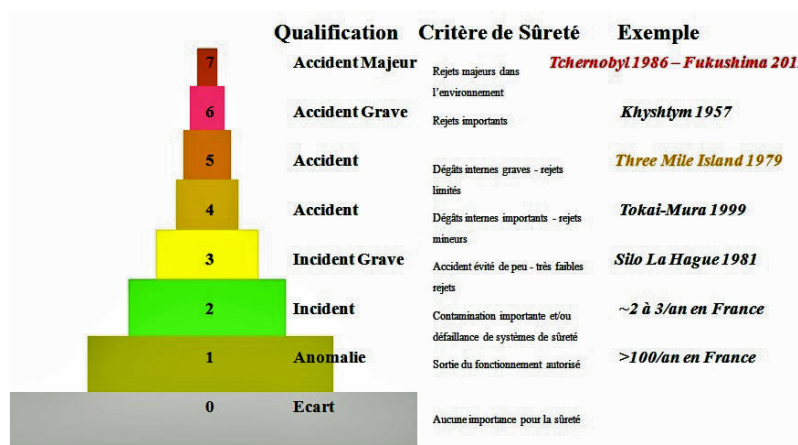 Qualification Critère de Sûreté Exemple
7 Accident Majeur Rejets majeurs dans l'environnement Tchernobyl 1986 – Fukushima 201
6 Accident Grave Rejets importants Khyshtym 1957
5 Accident Dégâts internes graves - rejets limités Three Mile Island 1979
4 Accident Dégâts internes importants - rejets mineurs Tokai-Mura 1999
3 Incident Grave Accident évité de peu - très faibles rejets Silo La Hague 1981
2 Incident Contamination importante et/ou défaillance de systèmes de sûreté ~2 à 3/an en France
1 Anomalie Sortie du fonctionnement autorisé >100/an en France
0 Ecart Aucune importance pour la sûreté